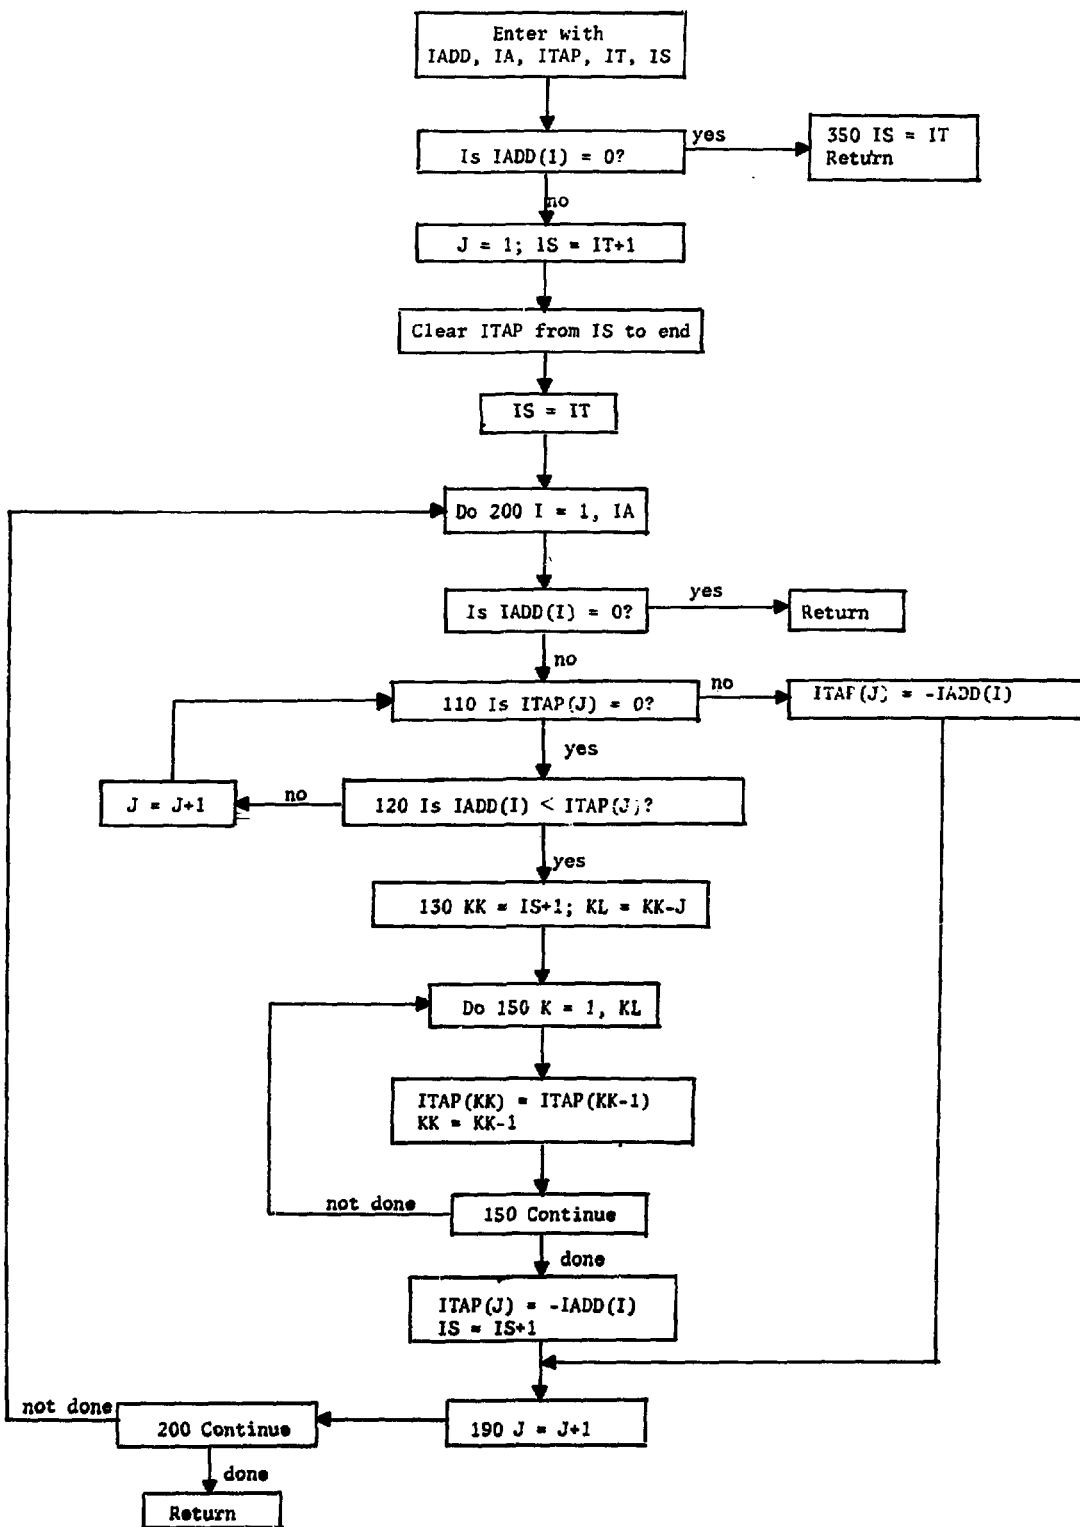 Enter with
IADD, IA, ITAP, IT, IS
Is IADD(1) = 0?
yes
350 IS = IT
Return
no
J = 1; IS = IT+1
Clear ITAP from IS to end
IS = IT
Do 200 I = 1, IA
Is IADD(I) = 0?
yes
Return
no
110 Is ITAP(J) = 0?
no
ITAP(J) = -IADD(I)
yes
120 Is IADD(I) < ITAP(J)?
no
J = J+1
yes
130 KK = IS+1; KL = KK-J
Do 150 K = 1, KL
ITAP(KK) = ITAP(KK-1)
KK = KK-1
not done
150 Continue
done
ITAP(J) = -IADD(I)
IS = IS+1
not done
200 Continue
190 J = J+1
done
Return